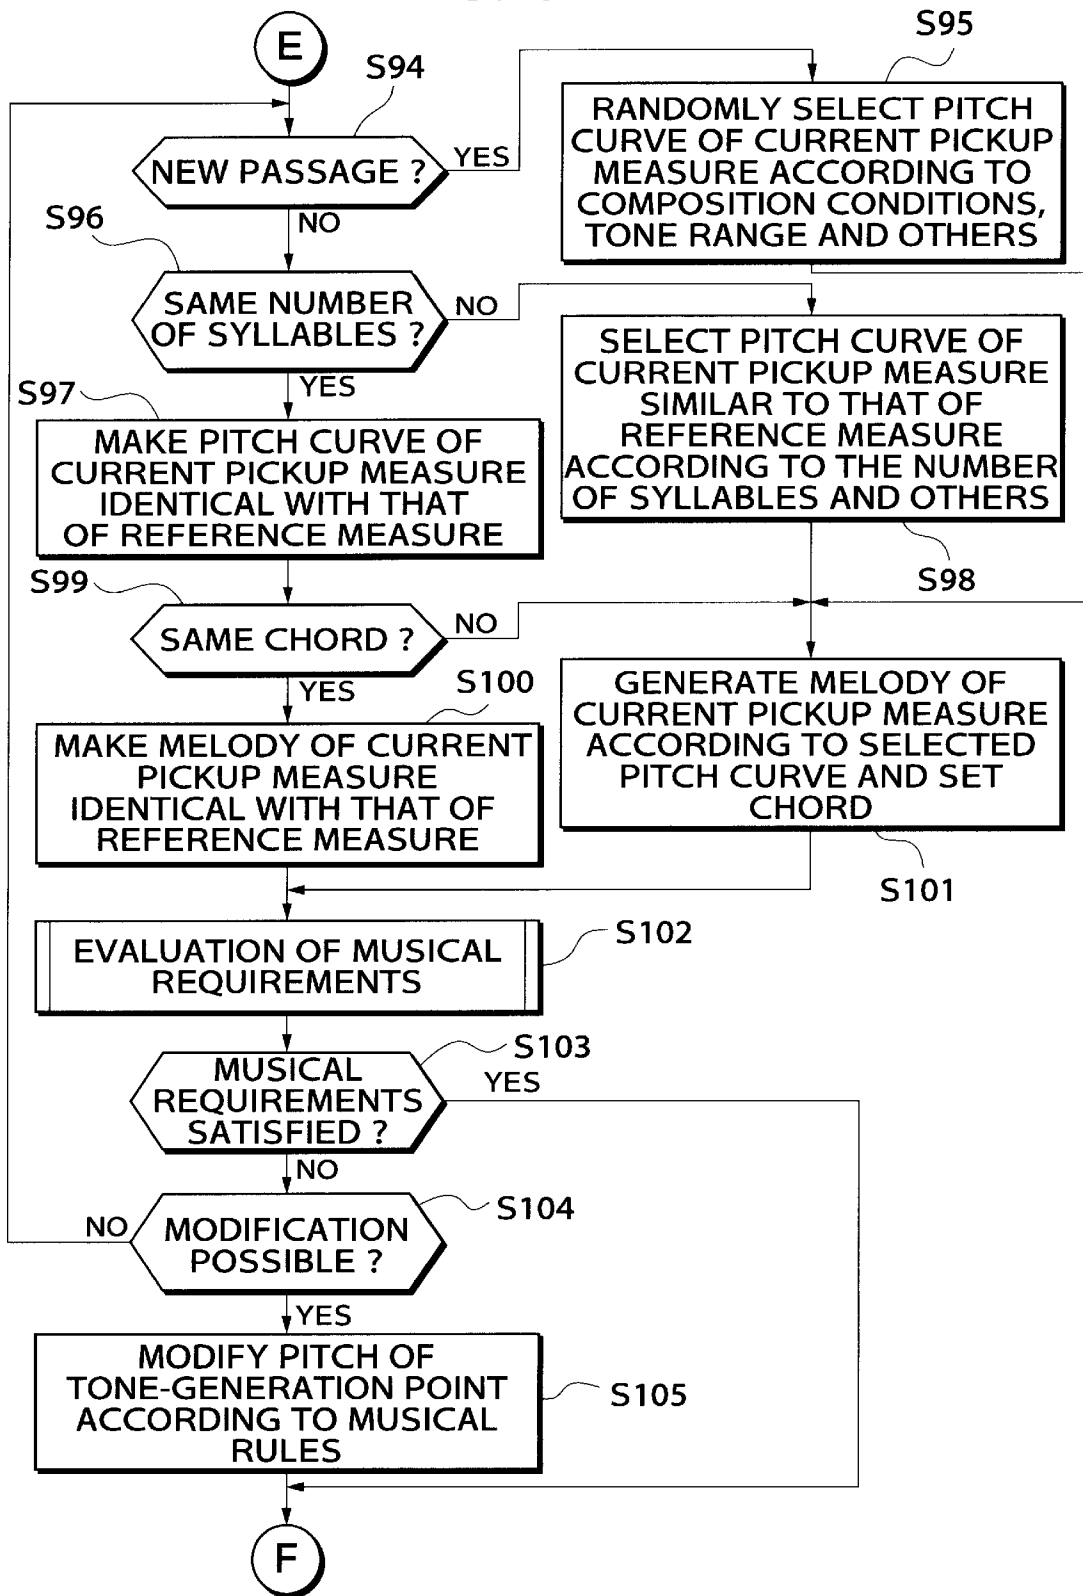 E
S94
S95
NEW PASSAGE ?
YES
RANDOMLY SELECT PITCH
CURVE OF CURRENT PICKUP
MEASURE ACCORDING TO
COMPOSITION CONDITIONS,
TONE RANGE AND OTHERS
NO
S96
SAME NUMBER
OF SYLLABLES ?
NO
SELECT PITCH CURVE OF
CURRENT PICKUP MEASURE
SIMILAR TO THAT OF
REFERENCE MEASURE
ACCORDING TO THE NUMBER
OF SYLLABLES AND OTHERS
S98
YES
S97
MAKE PITCH CURVE OF
CURRENT PICKUP MEASURE
IDENTICAL WITH THAT
OF REFERENCE MEASURE
S99
SAME CHORD ?
NO
YES
S100
MAKE MELODY OF CURRENT
PICKUP MEASURE
IDENTICAL WITH THAT OF
REFERENCE MEASURE
GENERATE MELODY OF
CURRENT PICKUP MEASURE
ACCORDING TO SELECTED
PITCH CURVE AND SET
CHORD
S101
EVALUATION OF MUSICAL
REQUIREMENTS
S102
MUSICAL
REQUIREMENTS
SATISFIED ?
S103
YES
NO
MODIFICATION
POSSIBLE ?
S104
NO
YES
MODIFY PITCH OF
TONE-GENERATION POINT
ACCORDING TO MUSICAL
RULES
S105
F